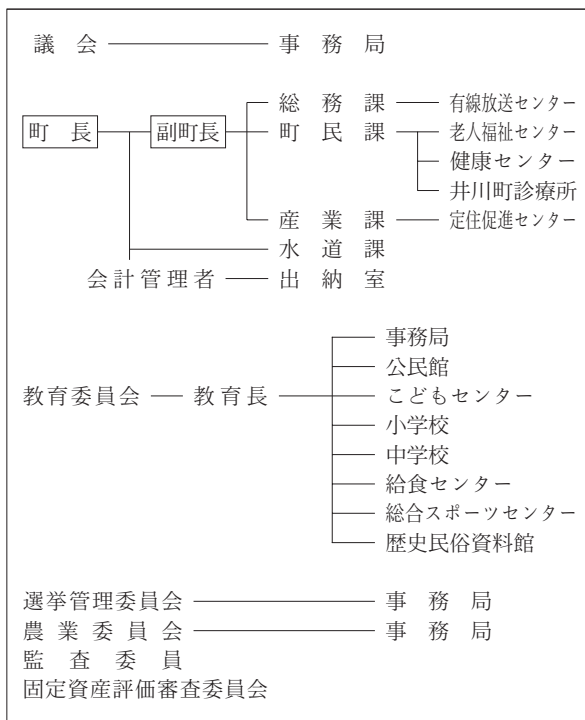 議会 事務局
総務課 有線放送センター
町長 副町長 町民課 老人福祉センター
健康センター
井川町診療所
産業課 定住促進センター
水道課
会計管理者 出納室
事務局
公民館
教育委員会 教育長 こどもセンター
小学校
中学校
給食センター
総合スポーツセンター
歴史民俗資料館
選挙管理委員会 事務局
農業委員会 事務局
監査委員
固定資産評価審査委員会